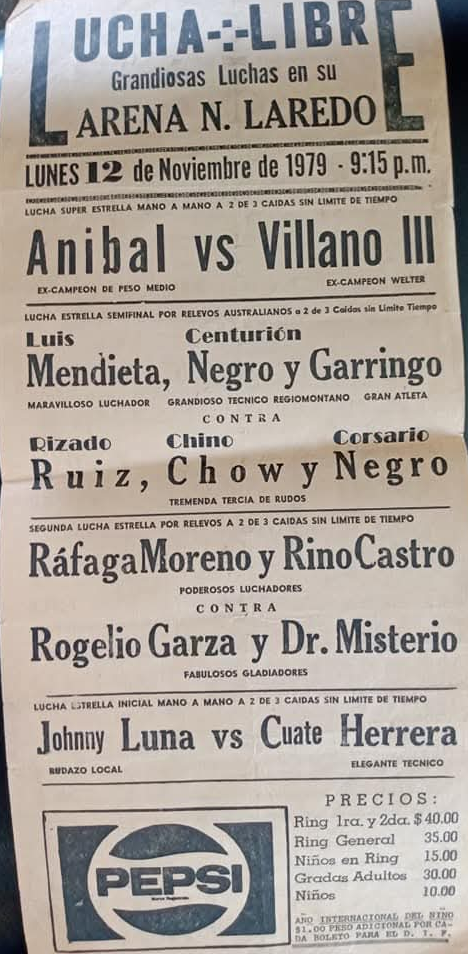 LUCHA-:-LIBRE
Grandiosas Luchas en su
ARENA N. LAREDO
LUNES 12 de Noviembre de 1979 - 9:15 p.m.
LUCHA SUPER ESTRELLA MANO A MANO A 2 DE 3 CAIDAS SIN LIMITE DE TIEMPO
Anibal vs Villano III
EX-CAMPEON DE PESO MEDIO EX-CAMPEON WELTER
LUCHA ESTRELLA SEMIFINAL POR RELEVOS AUSTRALIANOS a 2 de 3 Caidas sin Limite Tiempo
Luis Centurión
Mendieta, Negro y Garringo
MARAVILLOSO LUCHADOR GRANDIOSO TECNICO REGIOMONTANO GRAN ATLETA
CONTRA
Rizado Chino Corsario
Ruiz, Chow y Negro
TREMENDA TERCIA DE RUDOS
SEGUNDA LUCHA ESTRELLA POR RELEVOS A 2 DE 3 CAIDAS SIN LIMITE DE TIEMPO
Ráfaga Moreno y Rino Castro
PODEROSOS LUCHADORES
CONTRA
Rogelio Garza y Dr. Misterio
FABULOSOS GLADIADORES
LUCHA ESTRELLA INICIAL MANO A MANO A 2 DE 3 CAIDAS SIN LIMITE DE TIEMPO
Johnny Luna vs Cuate Herrera
RUDAZO LOCAL ELEGANTE TECNICO
PEPSI
Marca Registrada
PRECIOS:
Ring 1ra. y 2da. $40.00
Ring General 35.00
Niños en Ring 15.00
Gradas Adultos 30.00
Niños 10.00
AÑO INTERNACIONAL DEL NIÑO
$1.00 PESO ADICIONAL POR CA-
DA BOLETO PARA EL D. I. F.